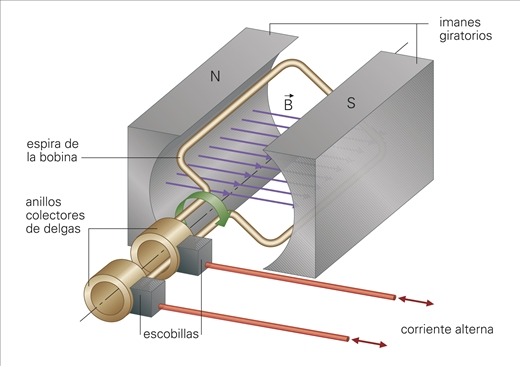 imanes
giratorios
N
S
B
espira de
la bobina
anillos
colectores
de delgas
escobillas
corriente alterna